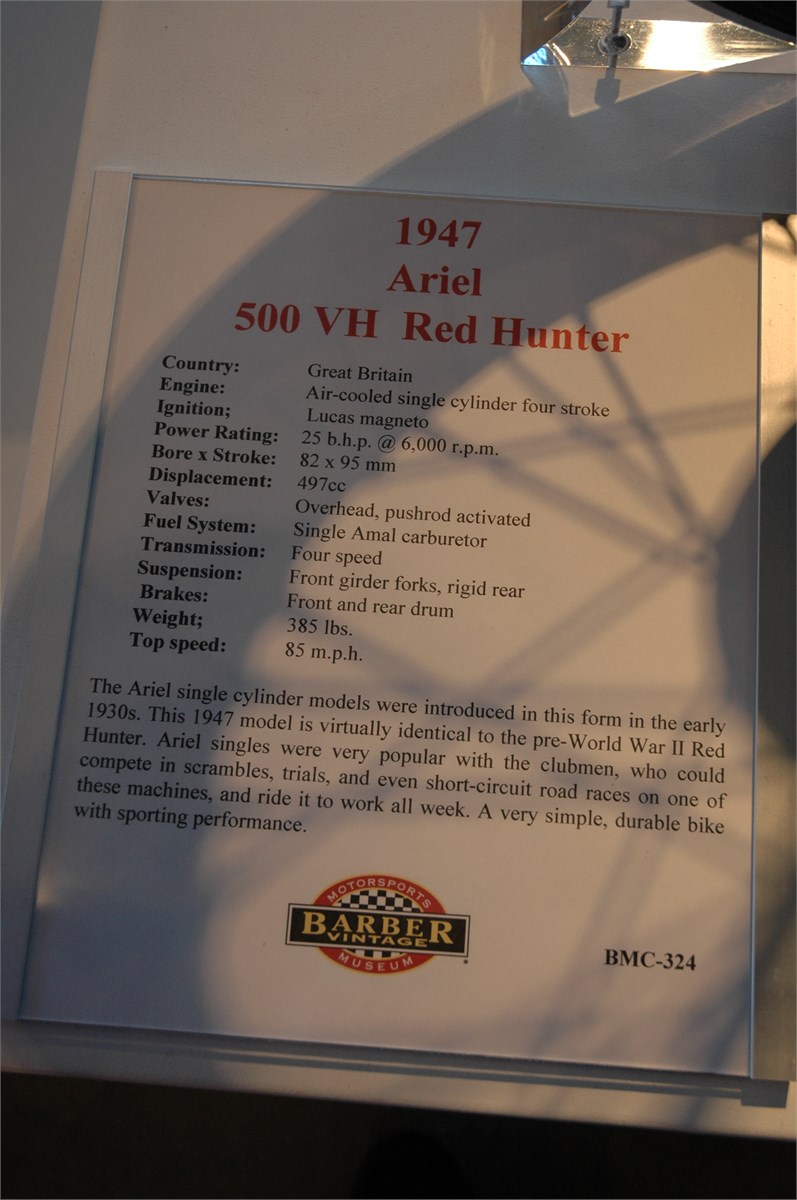 1947
Ariel
500 VH Red Hunter
Country: Great Britain
Engine: Air-cooled single cylinder four stroke
Ignition; Lucas magneto
Power Rating: 25 b.h.p. @ 6,000 r.p.m.
Bore x Stroke: 82 x 95 mm
Displacement: 497cc
Valves: Overhead, pushrod activated
Fuel System: Single Amal carburetor
Transmission: Four speed
Suspension: Front girder forks, rigid rear
Brakes: Front and rear drum
Weight; 385 lbs.
Top speed: 85 m.p.h.
The Ariel single cylinder models were introduced in this form in the early
1930s. This 1947 model is virtually identical to the pre-World War II Red
Hunter. Ariel singles were very popular with the clubmen, who could
compete in scrambles, trials, and even short-circuit road races on one of
these machines, and ride it to work all week. A very simple, durable bike
with sporting performance.
MOTORSPORTS
BARBER
VINTAGE
MUSEUM
BMC-324